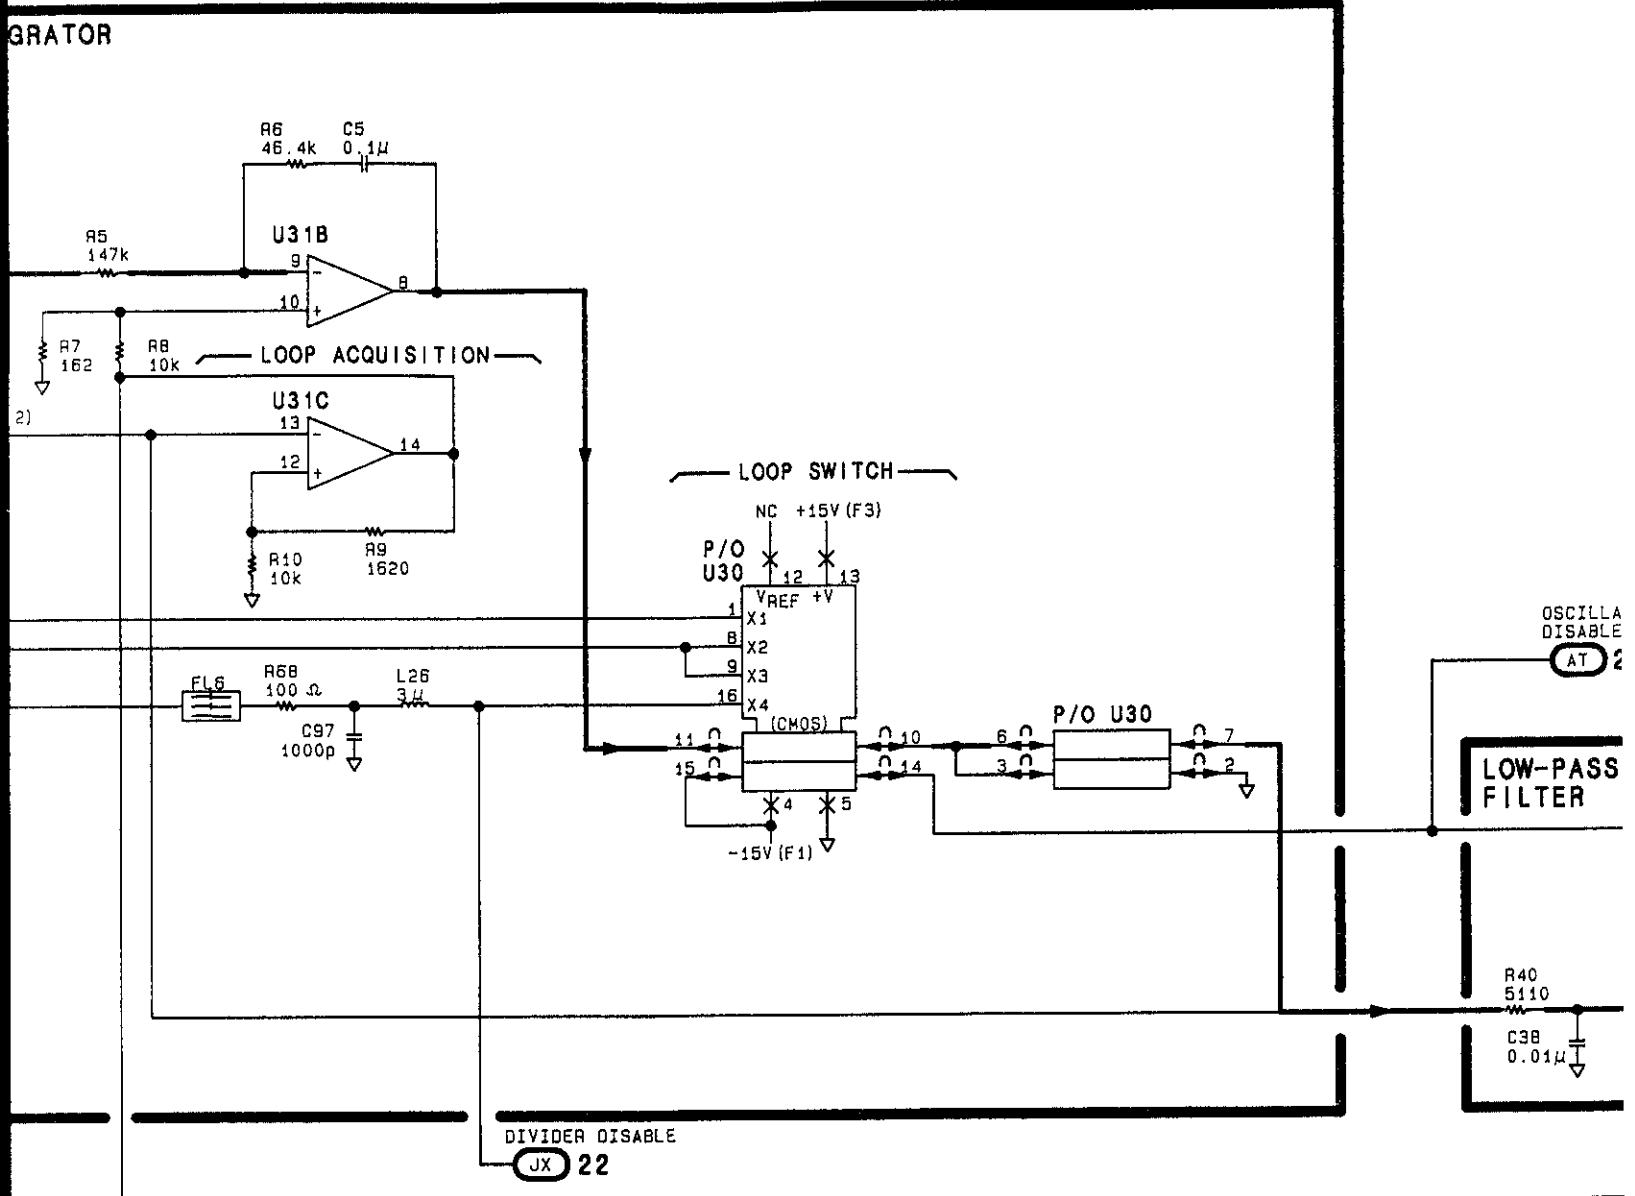 GRATOR
R6
46.4k
C5
0.1µ
R5
147k
U31B
9
-
8
10
+
R7
162
R8
10k
LOOP ACQUISITION
2)
U31C
13
-
14
12
+
R10
10k
R9
1620
LOOP SWITCH
NC +15V(F3)
P/O
U30
12 13
VREF +V
1 X1
8 X2
9 X3
16 X4
FL6
R68
100 Ω
L26
3µ
C97
1000p
(CMOS)
11 10
15 14
4 5
-15V(F1)
P/O U30
6 7
3 2
OSCILLA
DISABLE
AT 2
LOW-PASS
FILTER
R40
5110
C38
0.01µ
DIVIDER DISABLE
JX 22